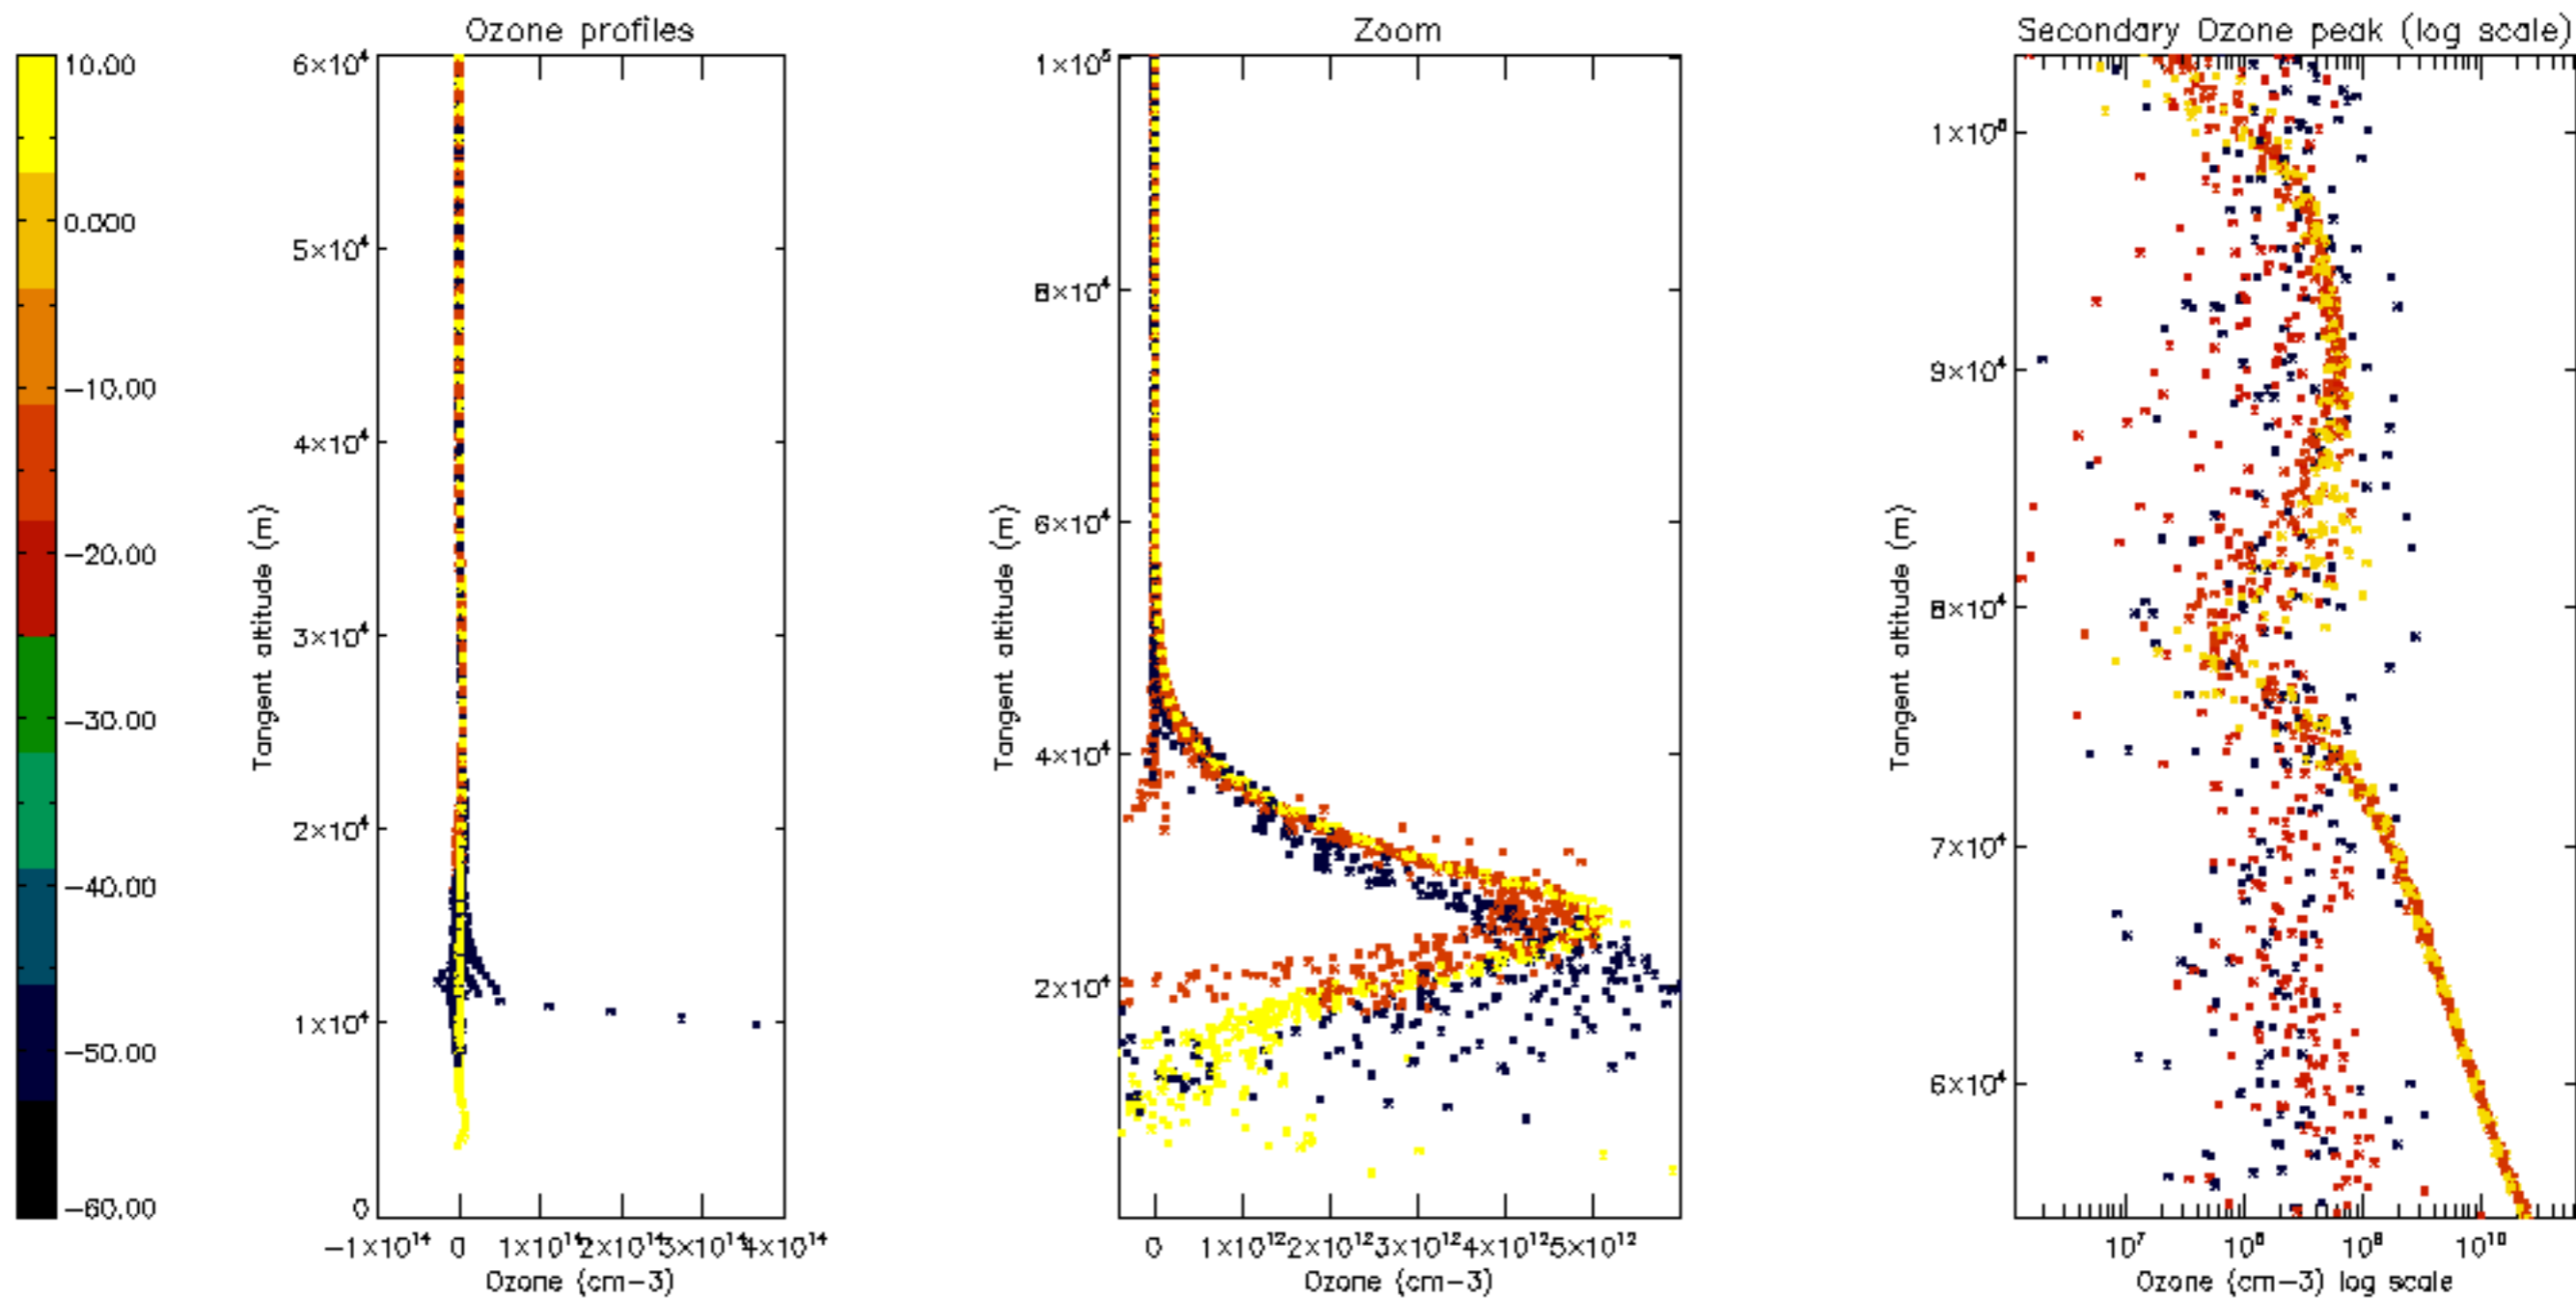 Ozone profiles
Zoom
Secondary Ozone peak (log scale)
10.00
0.000
−10.00
−20.00
−30.00
−40.00
−50.00
−60.00
6×10⁴
5×10⁴
4×10⁴
3×10⁴
2×10⁴
1×10⁴
0
Tangent altitude (m)
−1×10¹⁴ 0 1×10¹⁴ 2×10¹⁴ 3×10¹⁴ 4×10¹⁴
Ozone (cm−3)
1×10⁵
8×10⁴
6×10⁴
4×10⁴
2×10⁴
Tangent altitude (m)
0 1×10¹² 2×10¹² 3×10¹² 4×10¹² 5×10¹²
Ozone (cm−3)
1×10⁵
9×10⁴
8×10⁴
7×10⁴
6×10⁴
Tangent altitude (m)
10⁷ 10⁸ 10⁹ 10¹⁰
Ozone (cm−3) log scale